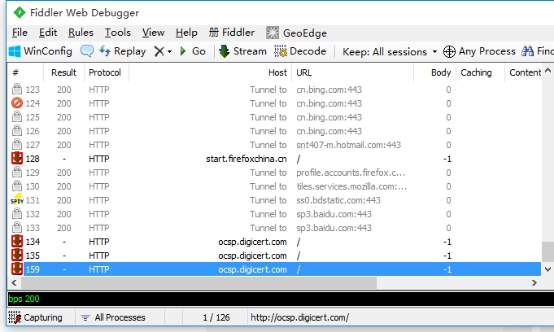 Fiddler Web Debugger
File Edit Rules Tools View Help Fiddler GeoEdge
WinConfig Replay Go Stream Decode Keep: All sessions Any Process Find
# Result Protocol Host URL Body Caching Content
123 200 HTTP Tunnel to cn.bing.com:443 0
124 200 HTTP Tunnel to cn.bing.com:443 0
125 200 HTTP Tunnel to cn.bing.com:443 0
126 200 HTTP Tunnel to cn.bing.com:443 0
127 200 HTTP Tunnel to snt407-m.hotmail.com:443 0
128 - HTTP start.firefoxchina.cn / -1
129 200 HTTP Tunnel to profile.accounts.firefox.c... 0
130 200 HTTP Tunnel to tiles.services.mozilla.com:... 0
131 200 HTTP Tunnel to ss0.bdstatic.com:443 0
132 200 HTTP Tunnel to sp3.baidu.com:443 0
133 200 HTTP Tunnel to sp3.baidu.com:443 0
134 - HTTP ocsp.digicert.com / -1
135 - HTTP ocsp.digicert.com / -1
159 - HTTP ocsp.digicert.com / -1
bps 200
Capturing All Processes 1 / 126 http://ocsp.digicert.com/